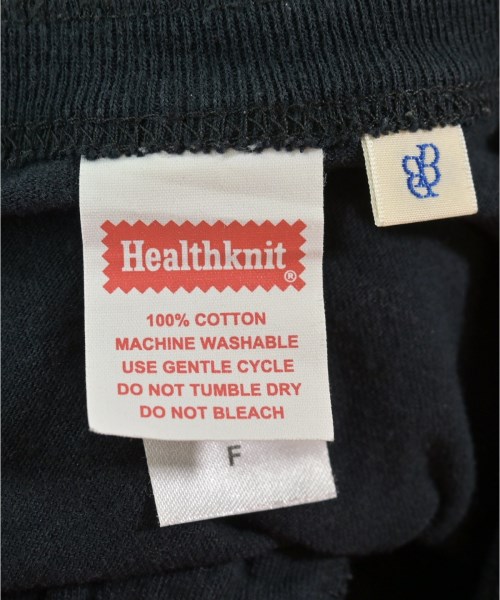 Healthknit®
100% COTTON
MACHINE WASHABLE
USE GENTLE CYCLE
DO NOT TUMBLE DRY
DO NOT BLEACH
F